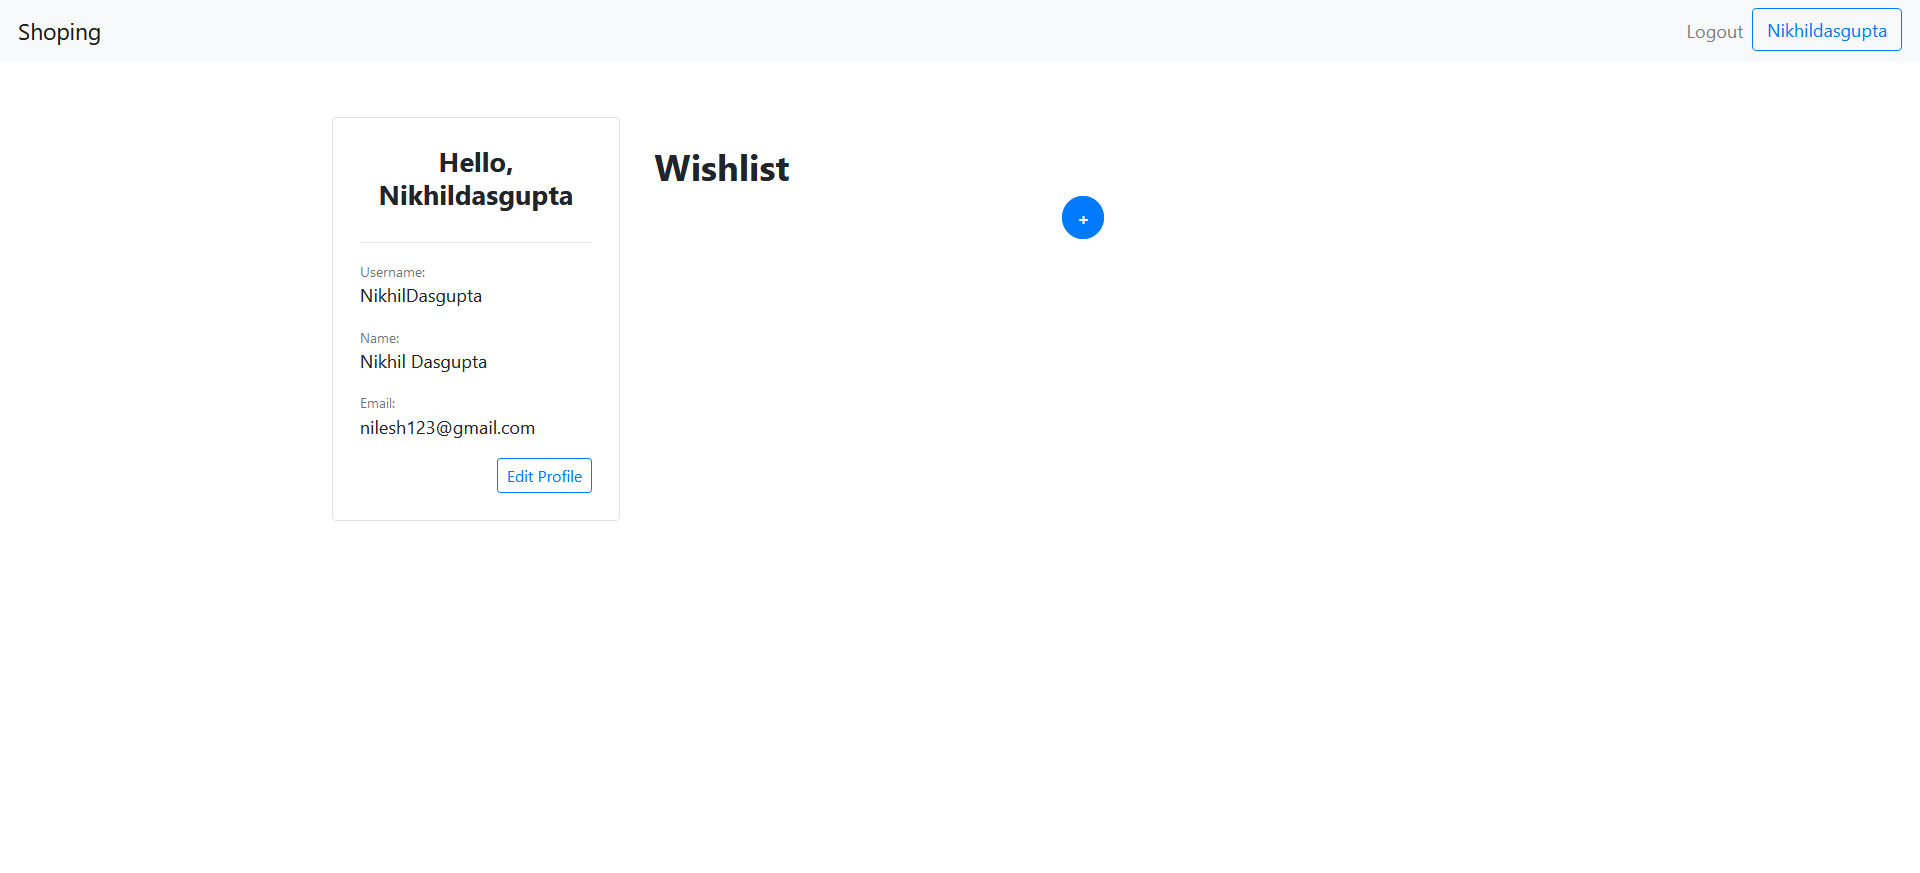 Shoping
Logout
Nikhildasgupta
Hello,
Nikhildasgupta
Username:
NikhilDasgupta
Name:
Nikhil Dasgupta
Email:
nilesh123@gmail.com
Edit Profile
Wishlist
+